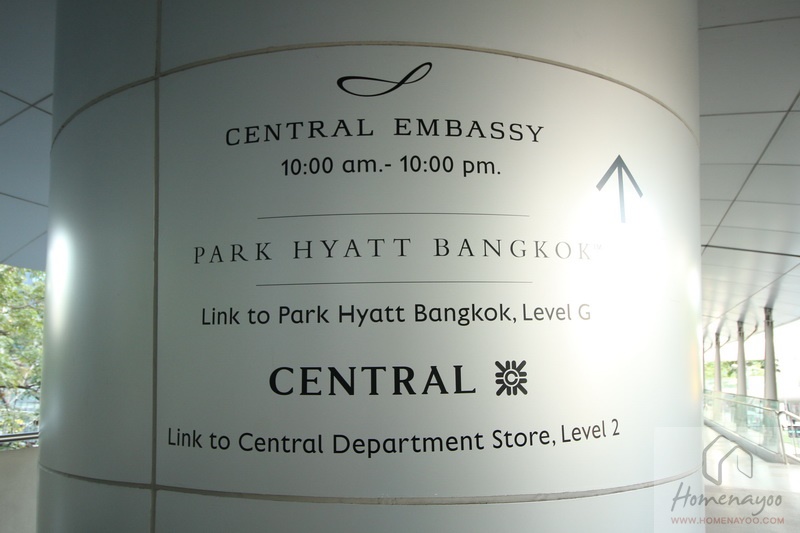 CENTRAL EMBASSY
10:00 am.- 10:00 pm.
PARK HYATT BANGKOK
Link to Park Hyatt Bangkok, Level G
CENTRAL
Link to Central Department Store, Level 2
Homenayoo
WWW.HOMENAYOO.COM